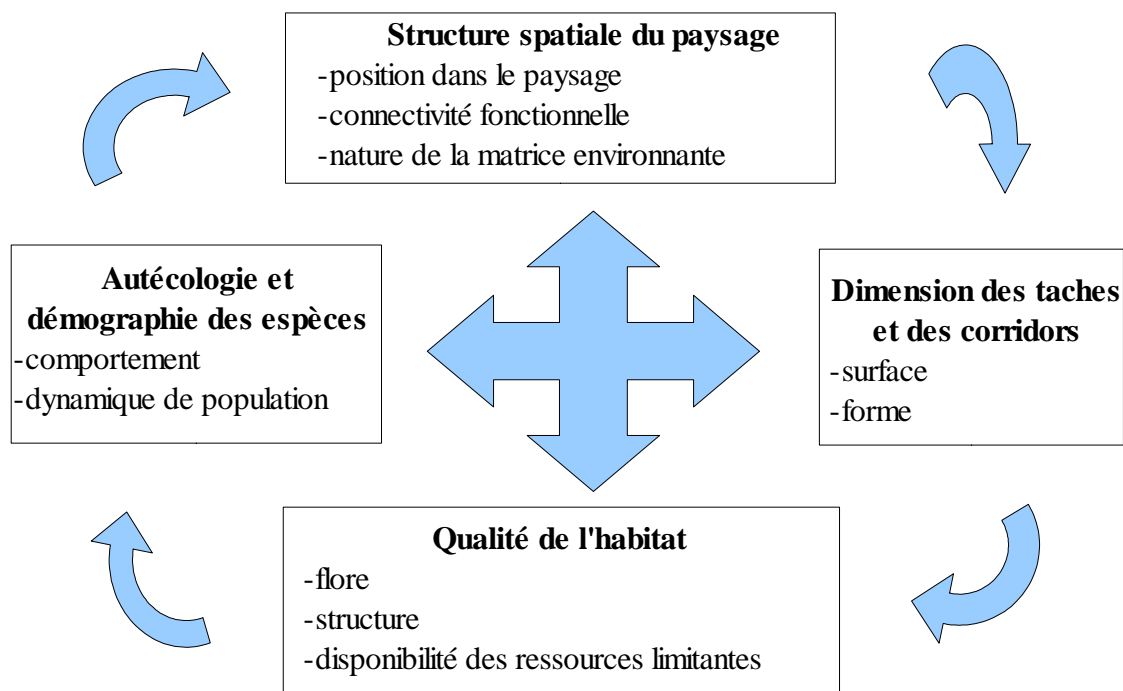 Structure spatiale du paysage
-position dans le paysage
-connectivité fonctionnelle
-nature de la matrice environnante
Autécologie et
démographie des espèces
-comportement
-dynamique de population
Dimension des taches
et des corridors
-surface
-forme
Qualité de l'habitat
-flore
-structure
-disponibilité des ressources limitantes